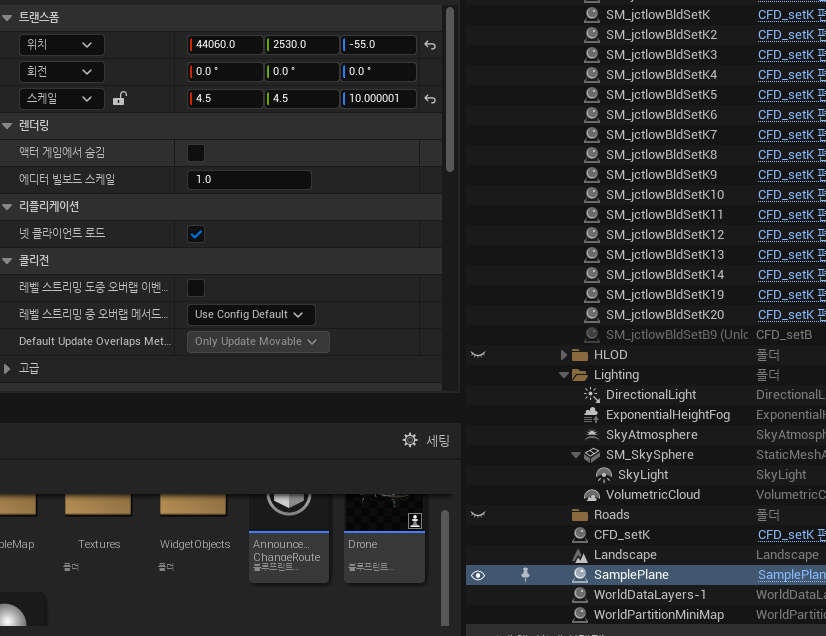 트랜스폼
위치
44060.0
2530.0
-55.0
회전
0.0 °
0.0 °
0.0 °
스케일
4.5
4.5
10.000001
렌더링
액터 게임에서 숨김
에디터 빌보드 스케일
1.0
리플리케이션
넷 클라이언트 로드
콜리전
레벨 스트리밍 도중 오버랩 이벤...
레벨 스트리밍 중 오버랩 메서드...
Use Config Default
Default Update Overlaps Met...
Only Update Movable
고급
세팅
pleMap
Textures
폴더
WidgetObjects
폴더
Announce...
ChangeRoute
블루프린트...
Drone
블루프린트...
SM_jctlowBldSetK CFD_setK 편
SM_jctlowBldSetK2 CFD_setK 편
SM_jctlowBldSetK3 CFD_setK 편
SM_jctlowBldSetK4 CFD_setK 편
SM_jctlowBldSetK5 CFD_setK 편
SM_jctlowBldSetK6 CFD_setK 편
SM_jctlowBldSetK7 CFD_setK 편
SM_jctlowBldSetK8 CFD_setK 편
SM_jctlowBldSetK9 CFD_setK 편
SM_jctlowBldSetK10 CFD_setK 편
SM_jctlowBldSetK11 CFD_setK 편
SM_jctlowBldSetK12 CFD_setK 편
SM_jctlowBldSetK13 CFD_setK 편
SM_jctlowBldSetK14 CFD_setK 편
SM_jctlowBldSetK19 CFD_setK 편
SM_jctlowBldSetK20 CFD_setK 편
SM_jctlowBldSetB9 (Unlo CFD_setB
HLOD 폴더
Lighting 폴더
DirectionalLight DirectionalL
ExponentialHeightFog ExponentialH
SkyAtmosphere SkyAtmosph
SM_SkySphere StaticMeshA
SkyLight SkyLight
VolumetricCloud VolumetricC
Roads 폴더
CFD_setK CFD_setK 편
Landscape Landscape
SamplePlane SamplePlan
WorldDataLayers-1 WorldDataLa
WorldPartitionMiniMap WorldPartitio